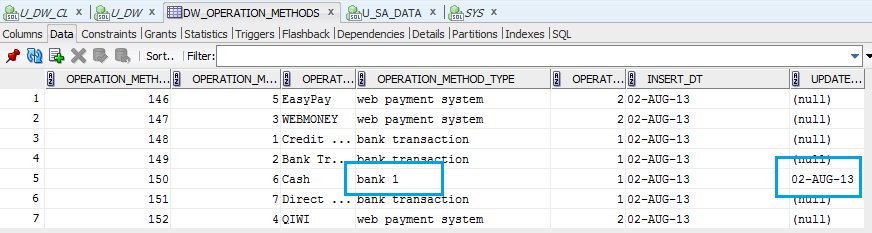 U_DW_CL × U_DW × DW_OPERATION_METHODS × U_SA_DATA × SYS ×
Columns Data Constraints Grants Statistics Triggers Flashback Dependencies Details Partitions Indexes SQL
Sort.. Filter:
OPERATION_METH... OPERATION_M... OPERAT... OPERATION_METHOD_TYPE OPERAT... INSERT_DT UPDATE...
1 146 5 EasyPay web payment system 2 02-AUG-13 (null)
2 147 3 WEBMONEY web payment system 2 02-AUG-13 (null)
3 148 1 Credit ... bank transaction 1 02-AUG-13 (null)
4 149 2 Bank Tr... bank transaction 1 02-AUG-13 (null)
5 150 6 Cash bank 1 1 02-AUG-13 02-AUG-13
6 151 7 Direct ... bank transaction 1 02-AUG-13 (null)
7 152 4 QIWI web payment system 2 02-AUG-13 (null)